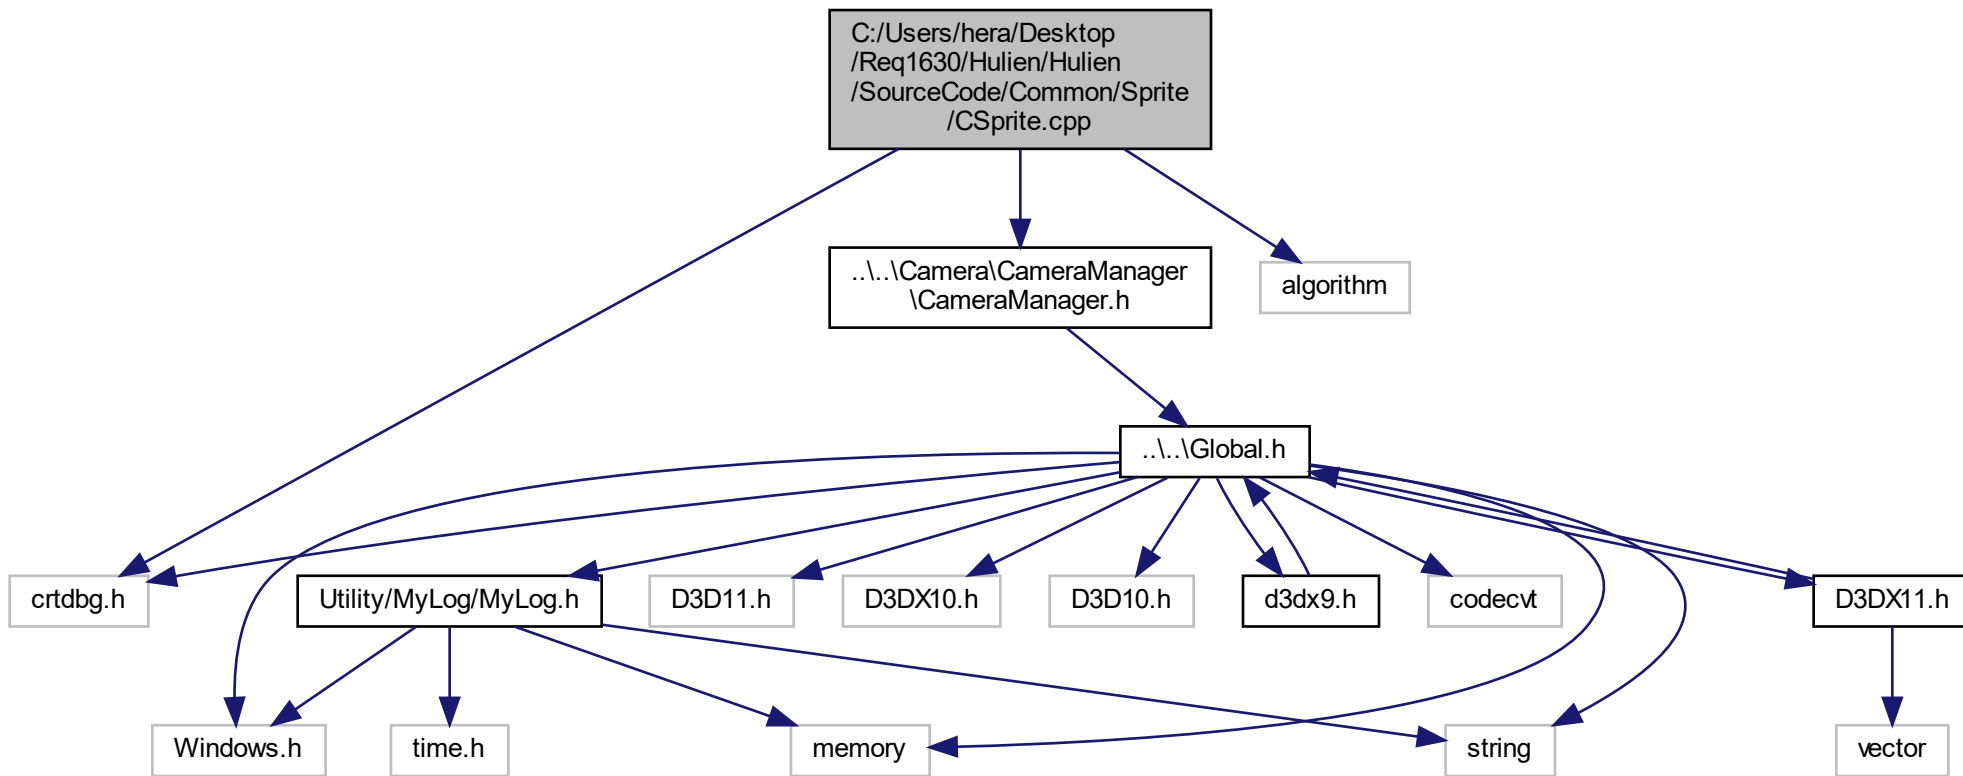 C:/Users/hera/Desktop
/Req1630/Hulien/Hulien
/SourceCode/Common/Sprite
/CSprite.cpp
..\..\Camera\CameraManager
\CameraManager.h
algorithm
..\..\Global.h
crtdbg.h
Utility/MyLog/MyLog.h
D3D11.h
D3DX10.h
D3D10.h
d3dx9.h
codecvt
D3DX11.h
Windows.h
time.h
memory
string
vector